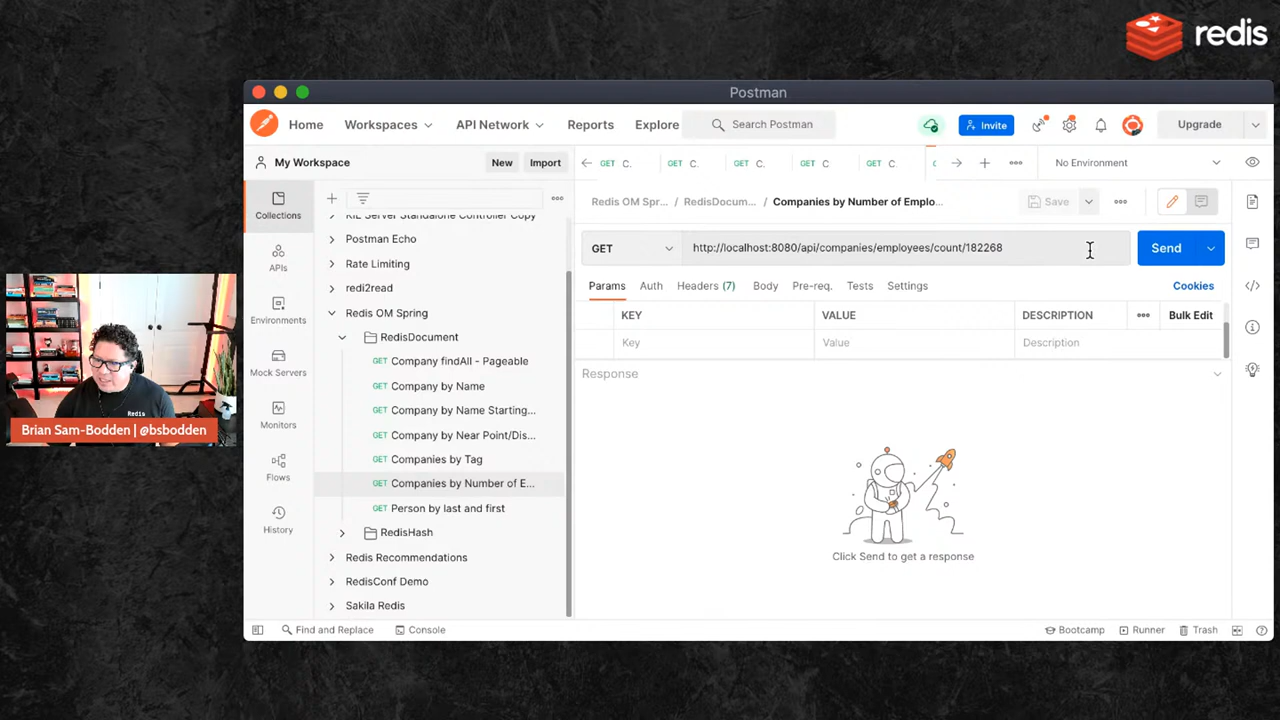 redis
Postman
Home
Workspaces
API Network
Reports
Explore
Search Postman
Invite
Upgrade
My Workspace
New
Import
GET C.
GET C.
GET C.
GET C
GET C.
No Environment
Collections
APIs
Environments
Mock Servers
Monitors
Flows
History
Postman Echo
Rate Limiting
redi2read
Redis OM Spring
RedisDocument
GET Company findAll - Pageable
GET Company by Name
GET Company by Name Starting...
GET Company by Near Point/Dis...
GET Companies by Tag
GET Companies by Number of E...
GET Person by last and first
RedisHash
Redis Recommendations
RedisConf Demo
Sakila Redis
Redis OM Spr... / RedisDocum... / Companies by Number of Emplo...
Save
GET
http://localhost:8080/api/companies/employees/count/182268
Send
Params
Auth
Headers (7)
Body
Pre-req.
Tests
Settings
Cookies
KEY
VALUE
DESCRIPTION
Bulk Edit
Key
Value
Description
Response
Click Send to get a response
Find and Replace
Console
Bootcamp
Runner
Trash
Redis
Brian Sam-Bodden | @bsbodden